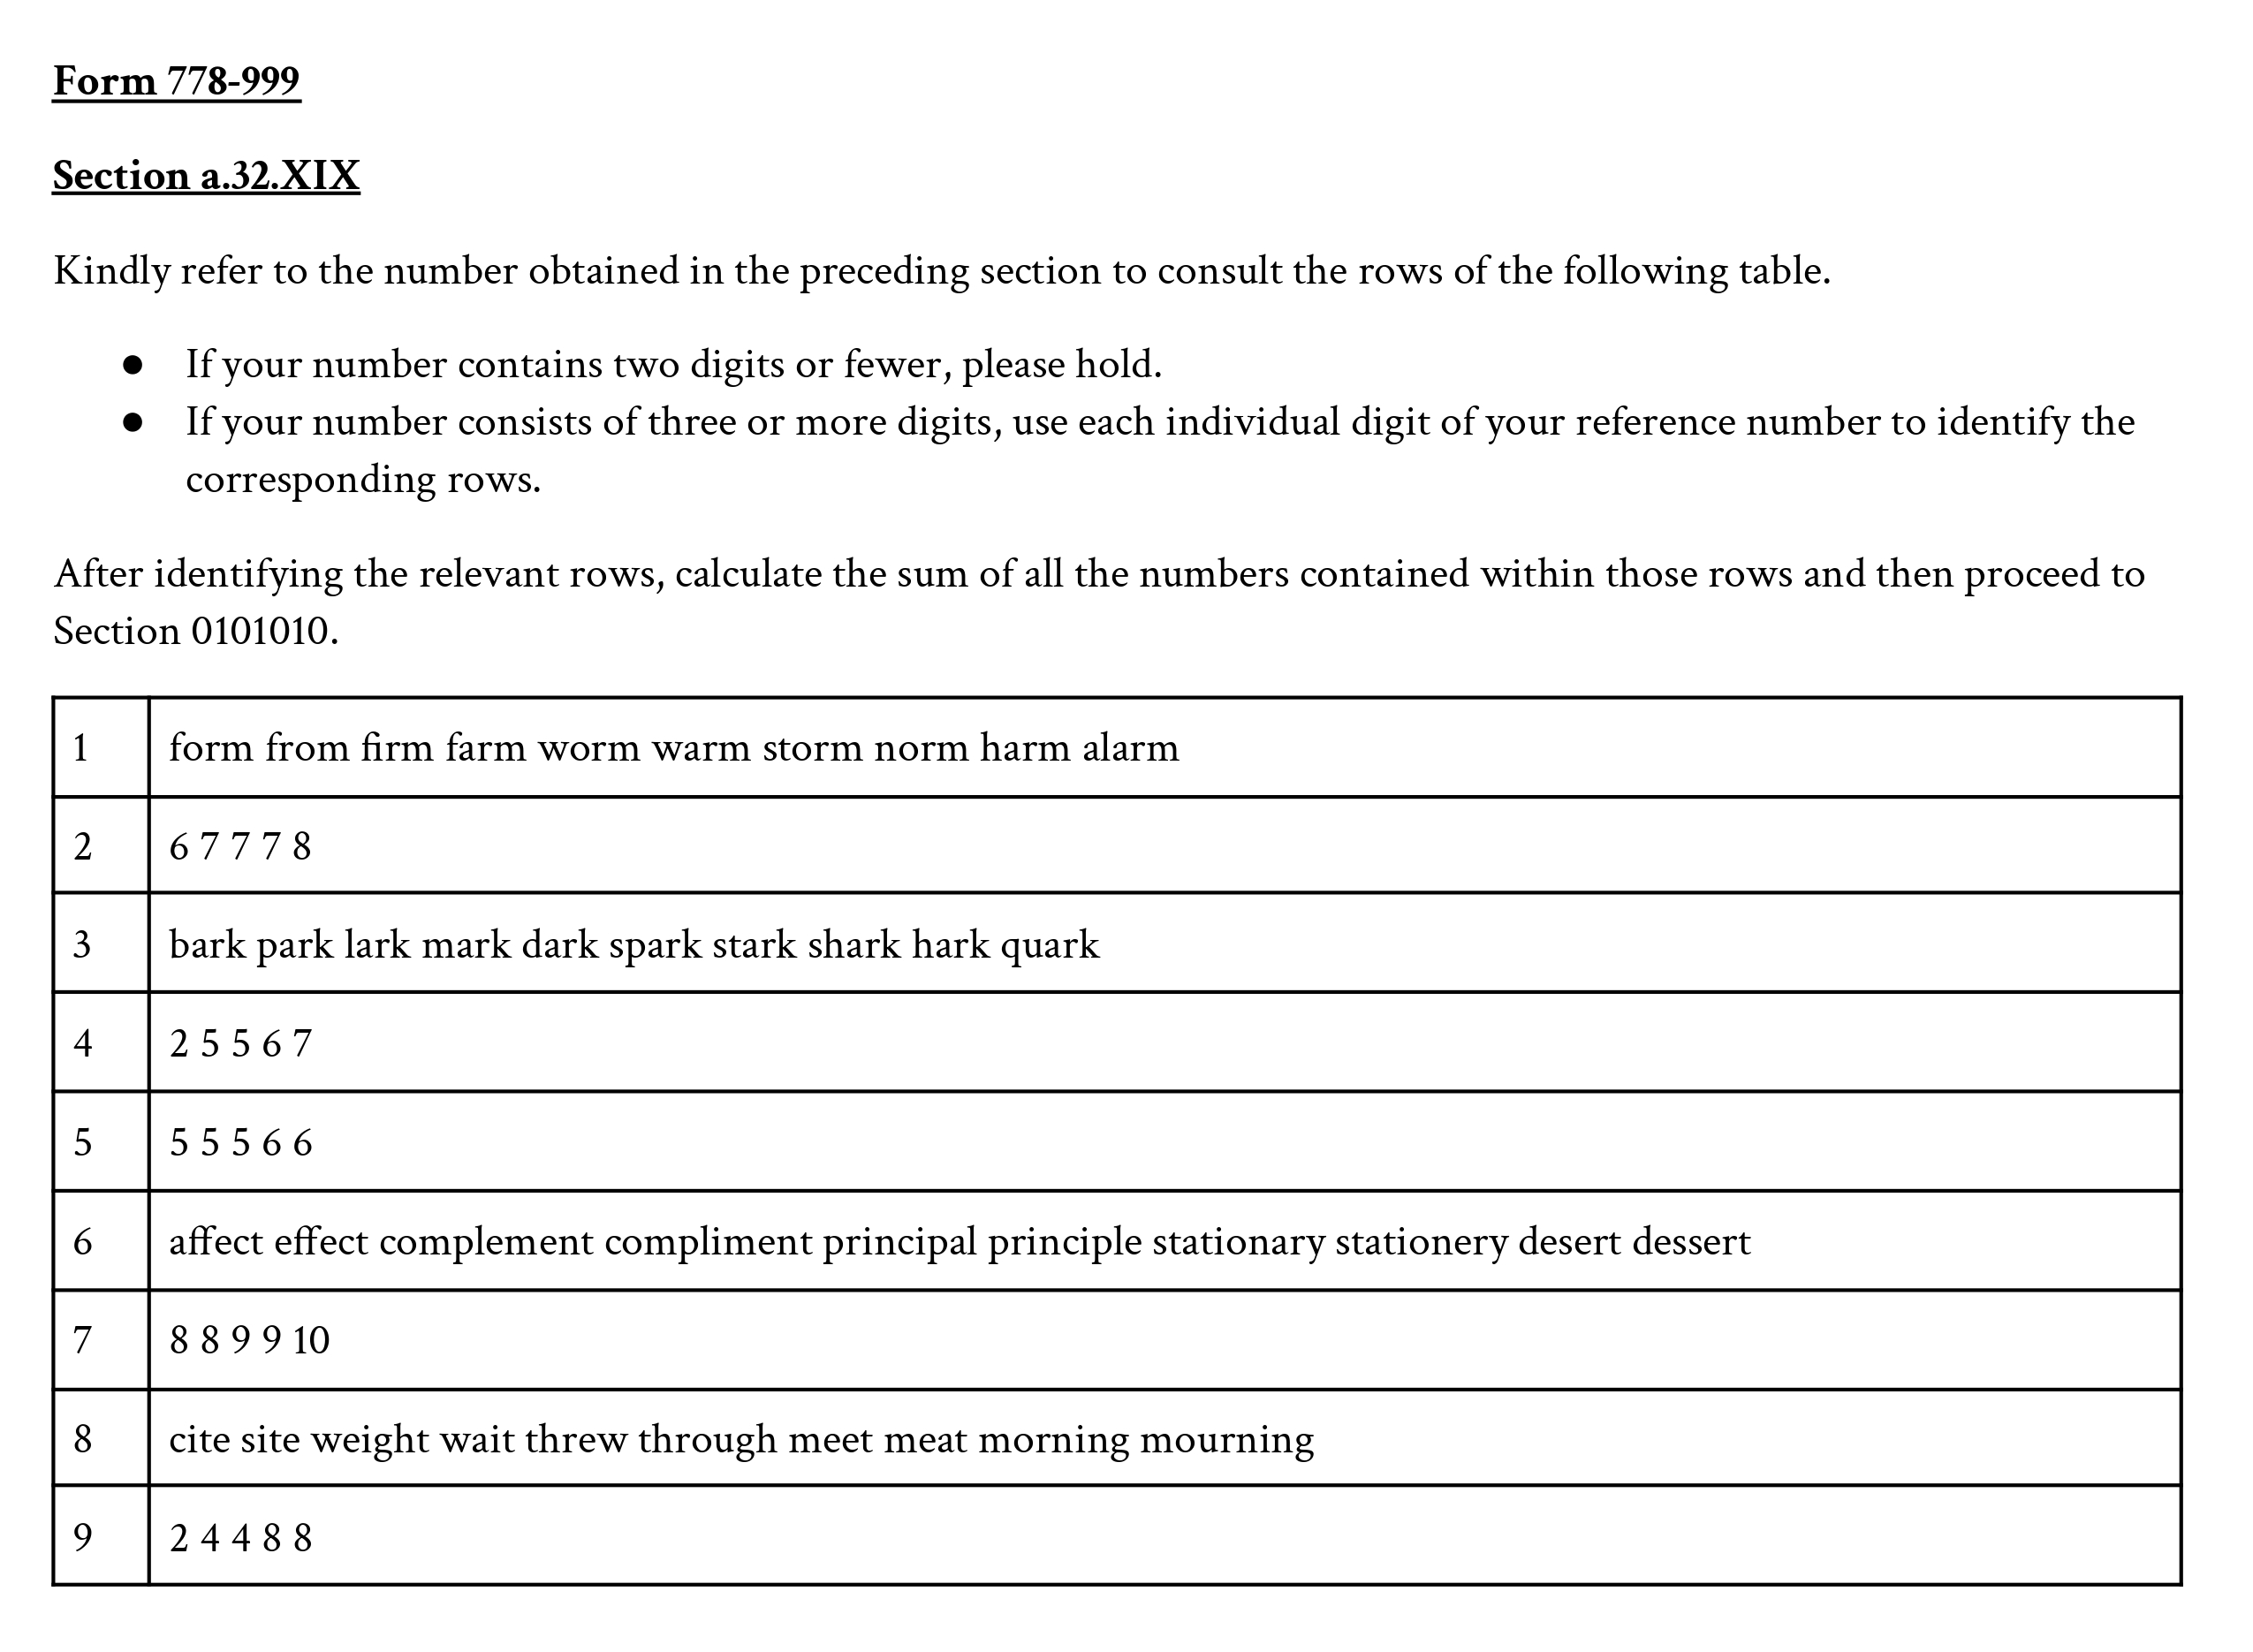 Form 778-999
Section a.32.XIX
Kindly refer to the number obtained in the preceding section to consult the rows of the following table.
● If your number contains two digits or fewer, please hold.
● If your number consists of three or more digits, use each individual digit of your reference number to identify the
corresponding rows.
After identifying the relevant rows, calculate the sum of all the numbers contained within those rows and then proceed to
Section 0101010.
1 form from firm farm worm warm storm norm harm alarm
2 6 7 7 7 8
3 bark park lark mark dark spark stark shark hark quark
4 2 5 5 6 7
5 5 5 5 6 6
6 affect effect complement compliment principal principle stationary stationery desert dessert
7 8 8 9 9 10
8 cite site weight wait threw through meet meat morning mourning
9 2 4 4 8 8